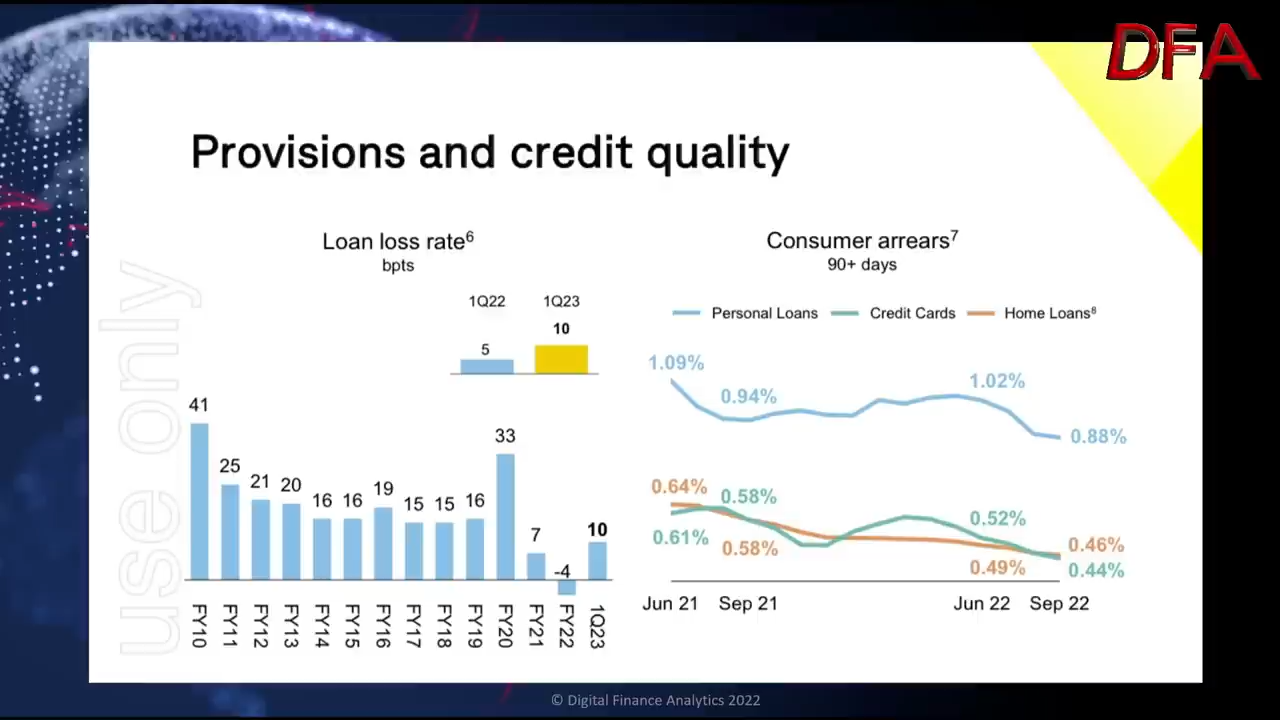 DFA
Provisions and credit quality
Loan loss rate⁶
bpts
1Q22
1Q23
5
10
41
25
21
20
16
16
19
15
15
16
33
7
-4
10
FY10
FY11
FY12
FY13
FY14
FY15
FY16
FY17
FY18
FY19
FY20
FY21
FY22
1Q23
use only
Consumer arrears⁷
90+ days
Personal Loans
Credit Cards
Home Loans⁸
1.09%
0.94%
1.02%
0.88%
0.64%
0.58%
0.52%
0.46%
0.61%
0.58%
0.49%
0.44%
Jun 21
Sep 21
Jun 22
Sep 22
© Digital Finance Analytics 2022